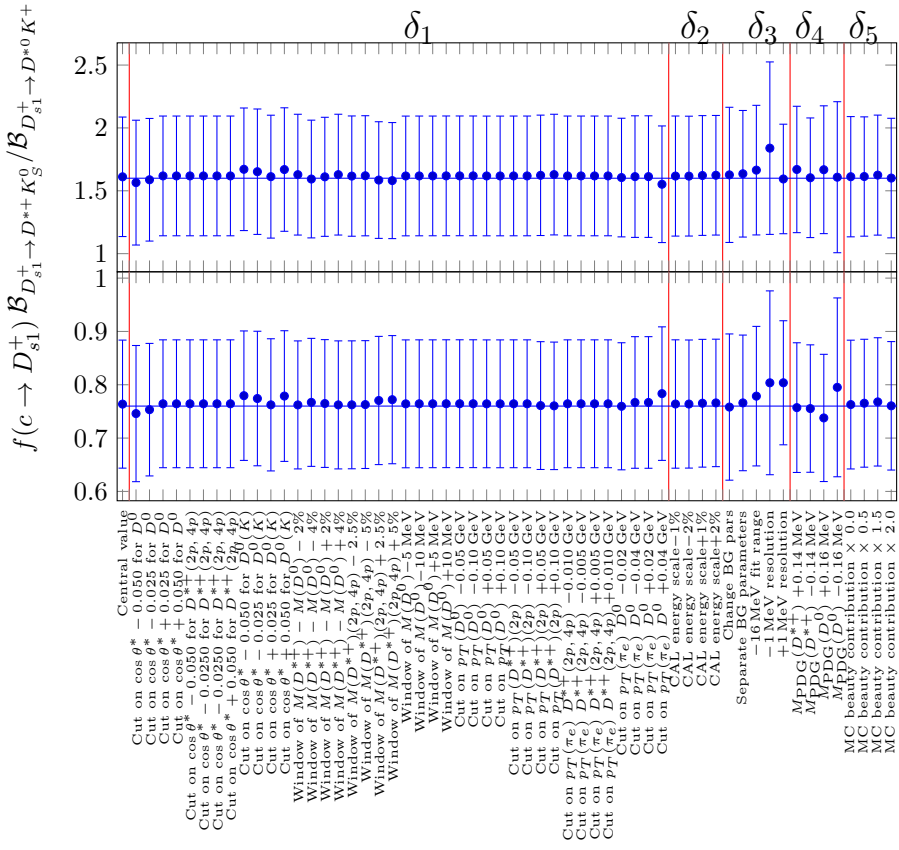 δ₁ δ₂ δ₃ δ₄ δ₅
f(c → D⁺ₛ₁) 𝓑_{D⁺ₛ₁→D*⁺K⁰_S}/𝓑_{D⁺ₛ₁→D*⁰K⁺}
2.5
2
1.5
1
1
0.9
0.8
0.7
0.6
Central value
Cut on cos θ* − 0.050 for D⁰
Cut on cos θ* − 0.025 for D⁰
Cut on cos θ* + 0.025 for D⁰
Cut on cos θ* + 0.050 for D⁰
Cut on cos θ* − 0.050 for D*⁺(2p, 4p)
Cut on cos θ* − 0.0250 for D*⁺(2p, 4p)
Cut on cos θ* − 0.0250 for D*⁺(2p, 4p)
Cut on cos θ* + 0.050 for D*⁺(2p, 4p)
Cut on cos θ* − 0.050 for D⁰(K)
Cut on cos θ* + 0.025 for D⁰(K)
Cut on cos θ* + 0.025 for D⁰(K)
Cut on cos θ* + 0.050 for D⁰(K)
Window of M(D*⁺) − M(D⁰) − 2%
Window of M(D*⁺) − M(D⁰) − 4%
Window of M(D*⁺) − M(D⁰) + 2%
Window of M(D*⁺) − M(D⁰) + 4%
Window of M(D*⁺)(2p, 4p) − 2.5%
Window of M(D*⁺)(2p, 4p) − 5%
Window of M(D*⁺)(2p, 4p) + 2.5%
Window of M(D*⁺)(2p, 4p) + 5%
Window of M(D⁰)−5 MeV
Window of M(D⁰)−10 MeV
Window of M(D⁰)+5 MeV
Window of M(D⁰)+10 MeV
Cut on pT(D⁰) −0.05 GeV
Cut on pT(D⁰) −0.10 GeV
Cut on pT(D⁰) +0.05 GeV
Cut on pT(D⁰) +0.10 GeV
Cut on pT(D*⁺)(2p) −0.05 GeV
Cut on pT(D*⁺)(2p) −0.10 GeV
Cut on pT(D*⁺)(2p) +0.05 GeV
Cut on pT(D*⁺)(2p) +0.10 GeV
Cut on pT(πe) D*⁺(2p, 4p) −0.010 GeV
Cut on pT(πe) D*⁺(2p, 4p) −0.005 GeV
Cut on pT(πe) D*⁺(2p, 4p) +0.005 GeV
Cut on pT(πe) D*⁺(2p, 4p) +0.010 GeV
Cut on pT(πe) D⁰ −0.02 GeV
Cut on pT(πe) D⁰ −0.04 GeV
Cut on pT(πe) D⁰ +0.02 GeV
Cut on pT(πe) D⁰ +0.04 GeV
CAL energy scale−1%
CAL energy scale−2%
CAL energy scale+1%
CAL energy scale+2%
Change BG pars
Separate BG parameters
−16 MeV fit range
−1 MeV resolution
+1 MeV resolution
MPDG(D*⁺) +0.14 MeV
MPDG(D*⁺) −0.14 MeV
MPDG(D⁰) +0.16 MeV
MPDG(D⁰) −0.16 MeV
MC beauty contribution × 0.0
MC beauty contribution × 0.5
MC beauty contribution × 1.5
MC beauty contribution × 2.0